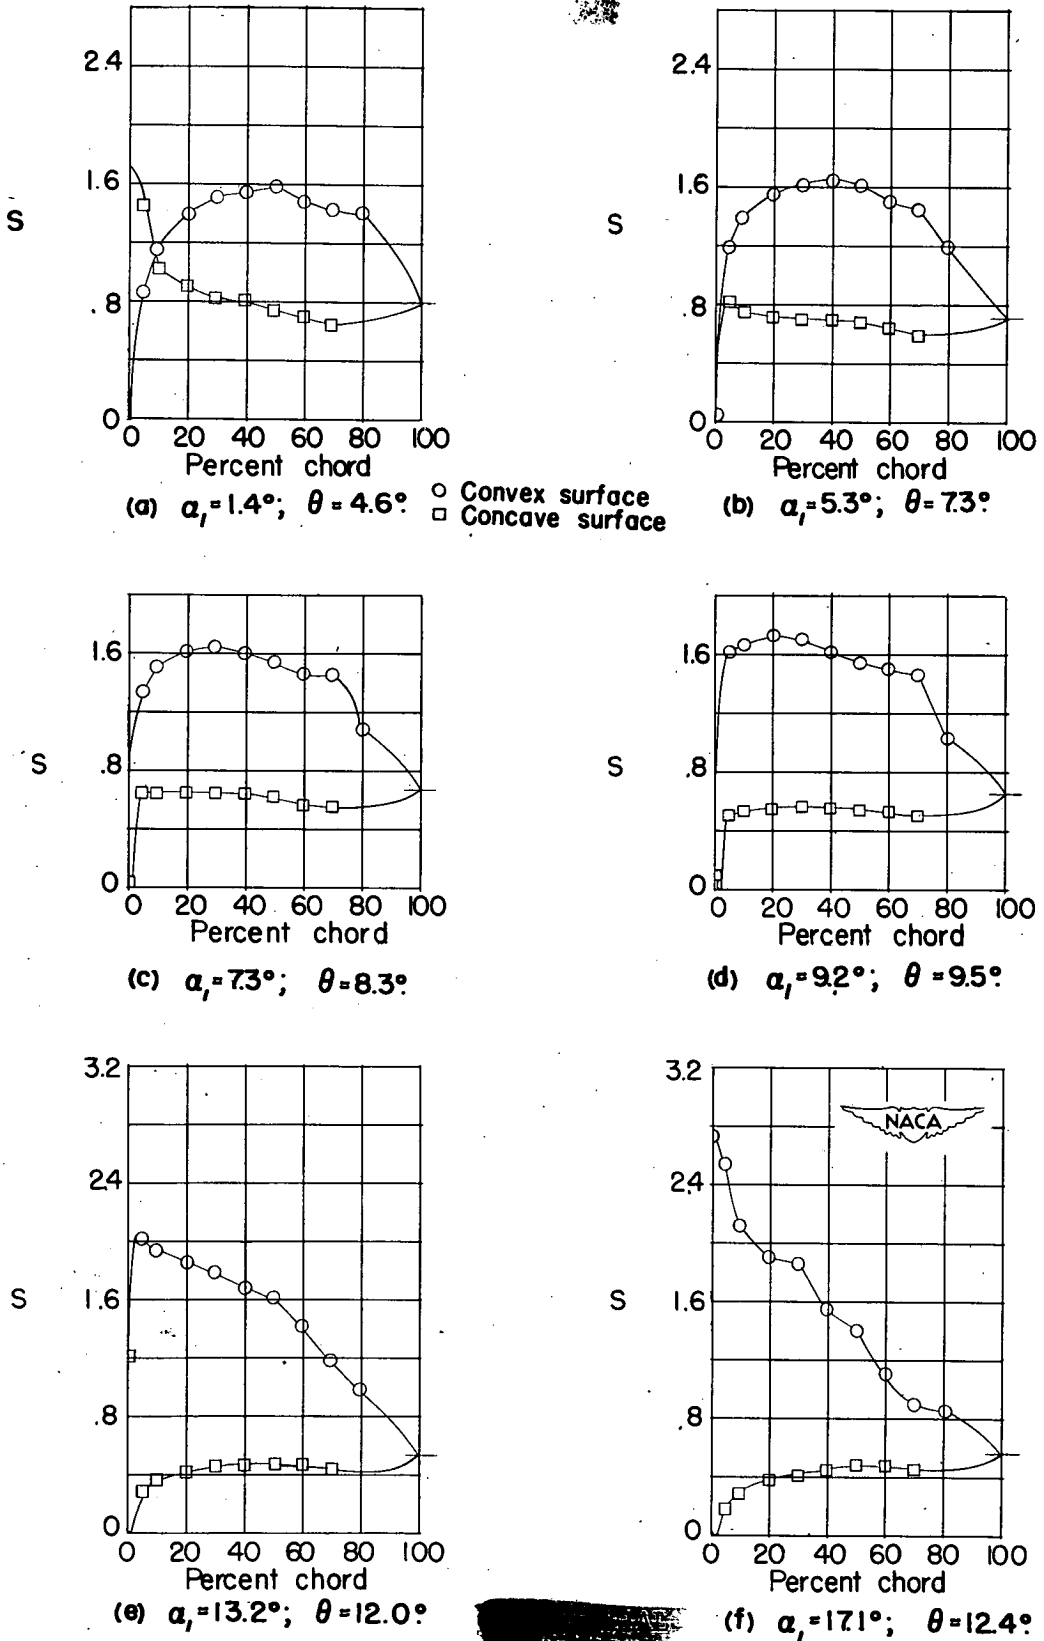 2.4
1.6
S
.8
0
0 20 40 60 80 100
Percent chord
(a) α₁=1.4°; θ=4.6°.
2.4
1.6
S
.8
0
0 20 40 60 80 100
Percent chord
(b) α₁=5.3°; θ=7.3°.
○ Convex surface
□ Concave surface
1.6
S
.8
0
0 20 40 60 80 100
Percent chord
(c) α₁=7.3°; θ=8.3°.
1.6
S
.8
0
0 20 40 60 80 100
Percent chord
(d) α₁=9.2°; θ=9.5°.
3.2
2.4
1.6
S
.8
0
0 20 40 60 80 100
Percent chord
(e) α₁=13.2°; θ=12.0°.
3.2
NACA
2.4
1.6
S
.8
0
0 20 40 60 80 100
Percent chord
(f) α₁=17.1°; θ=12.4°.